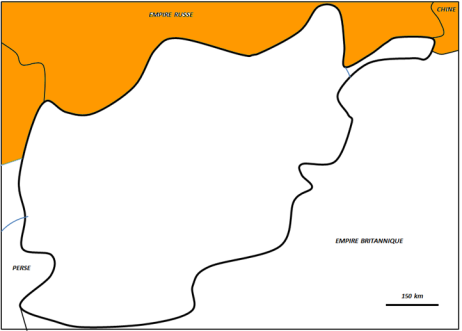 EMPIRE RUSSE
CHINE
EMPIRE BRITANNIQUE
PERSE
150 km